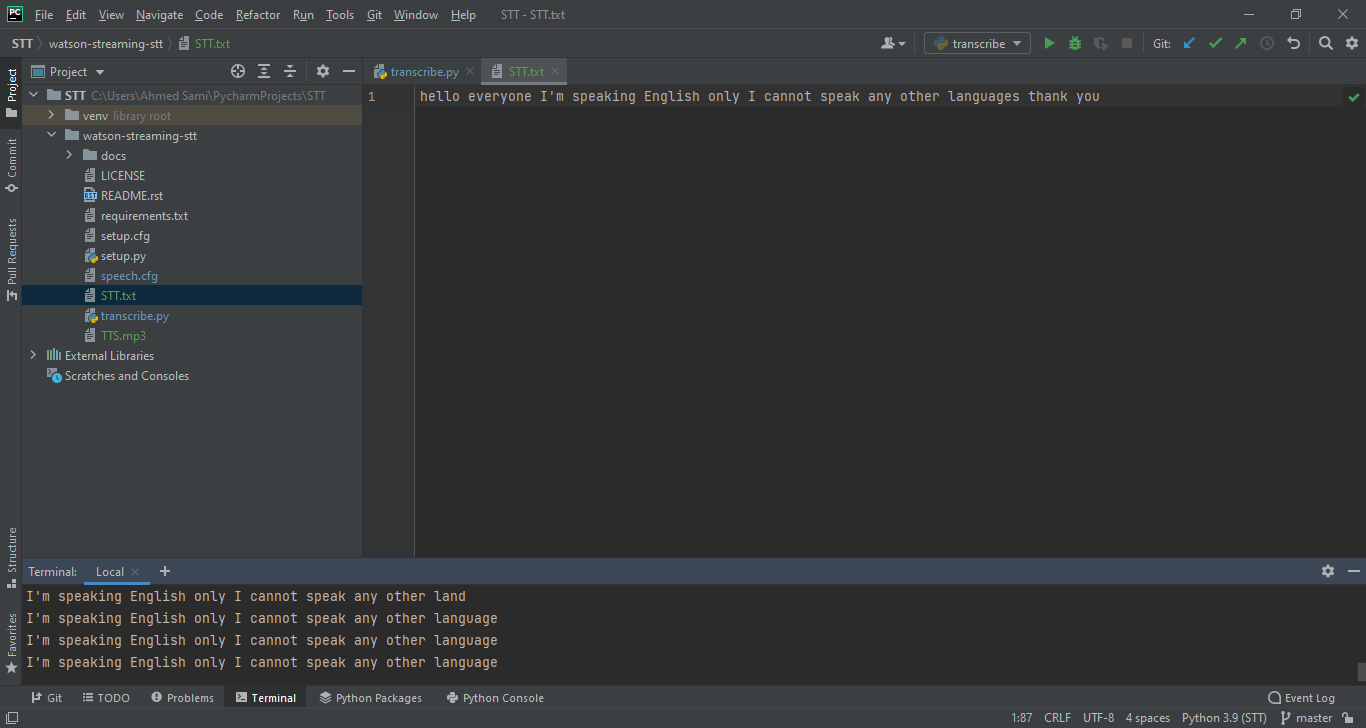 PC File Edit View Navigate Code Refactor Run Tools Git Window Help STT - STT.txt
STT watson-streaming-stt STT.txt transcribe Git:
Project
transcribe.py STT.txt
STT C:\Users\Ahmed Sami\PycharmProjects\STT
venv library root
watson-streaming-stt
docs
LICENSE
README.rst
requirements.txt
setup.cfg
setup.py
speech.cfg
STT.txt
transcribe.py
TTS.mp3
External Libraries
Scratches and Consoles
1 hello everyone I'm speaking English only I cannot speak any other languages thank you
Project
Commit
Pull Requests
Structure
Favorites
Terminal: Local
I'm speaking English only I cannot speak any other land
I'm speaking English only I cannot speak any other language
I'm speaking English only I cannot speak any other language
I'm speaking English only I cannot speak any other language
Git TODO Problems Terminal Python Packages Python Console Event Log
1:87 CRLF UTF-8 4 spaces Python 3.9 (STT) master